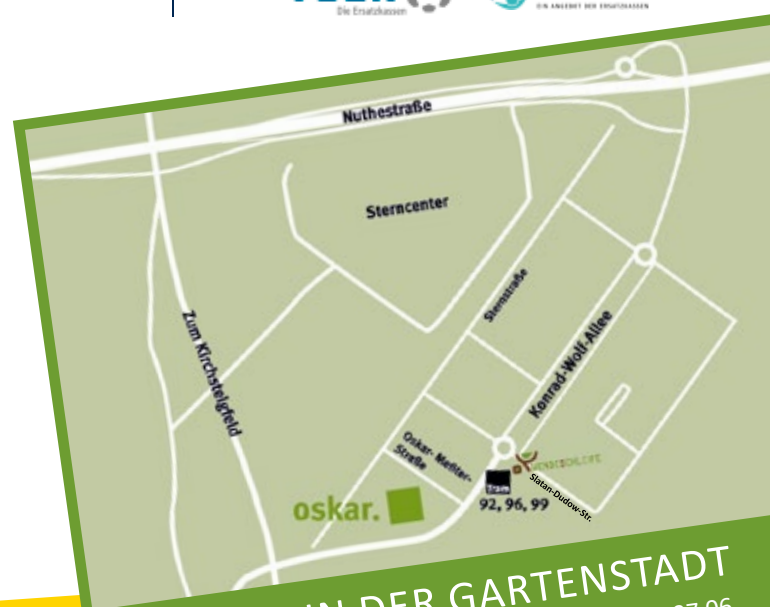 Die Ersatzkassen
EIN ANGEBOT DER ERSATZKASSEN
Nuthestraße
Sterncenter
Sternstraße
Zum Kirchsteigfeld
Konrad-Wolf-Allee
Oskar-Meßter-
Straße
Tram
92, 96, 99
Slatan-Dudow-Str.
oskar.
IN DER GARTENSTADT